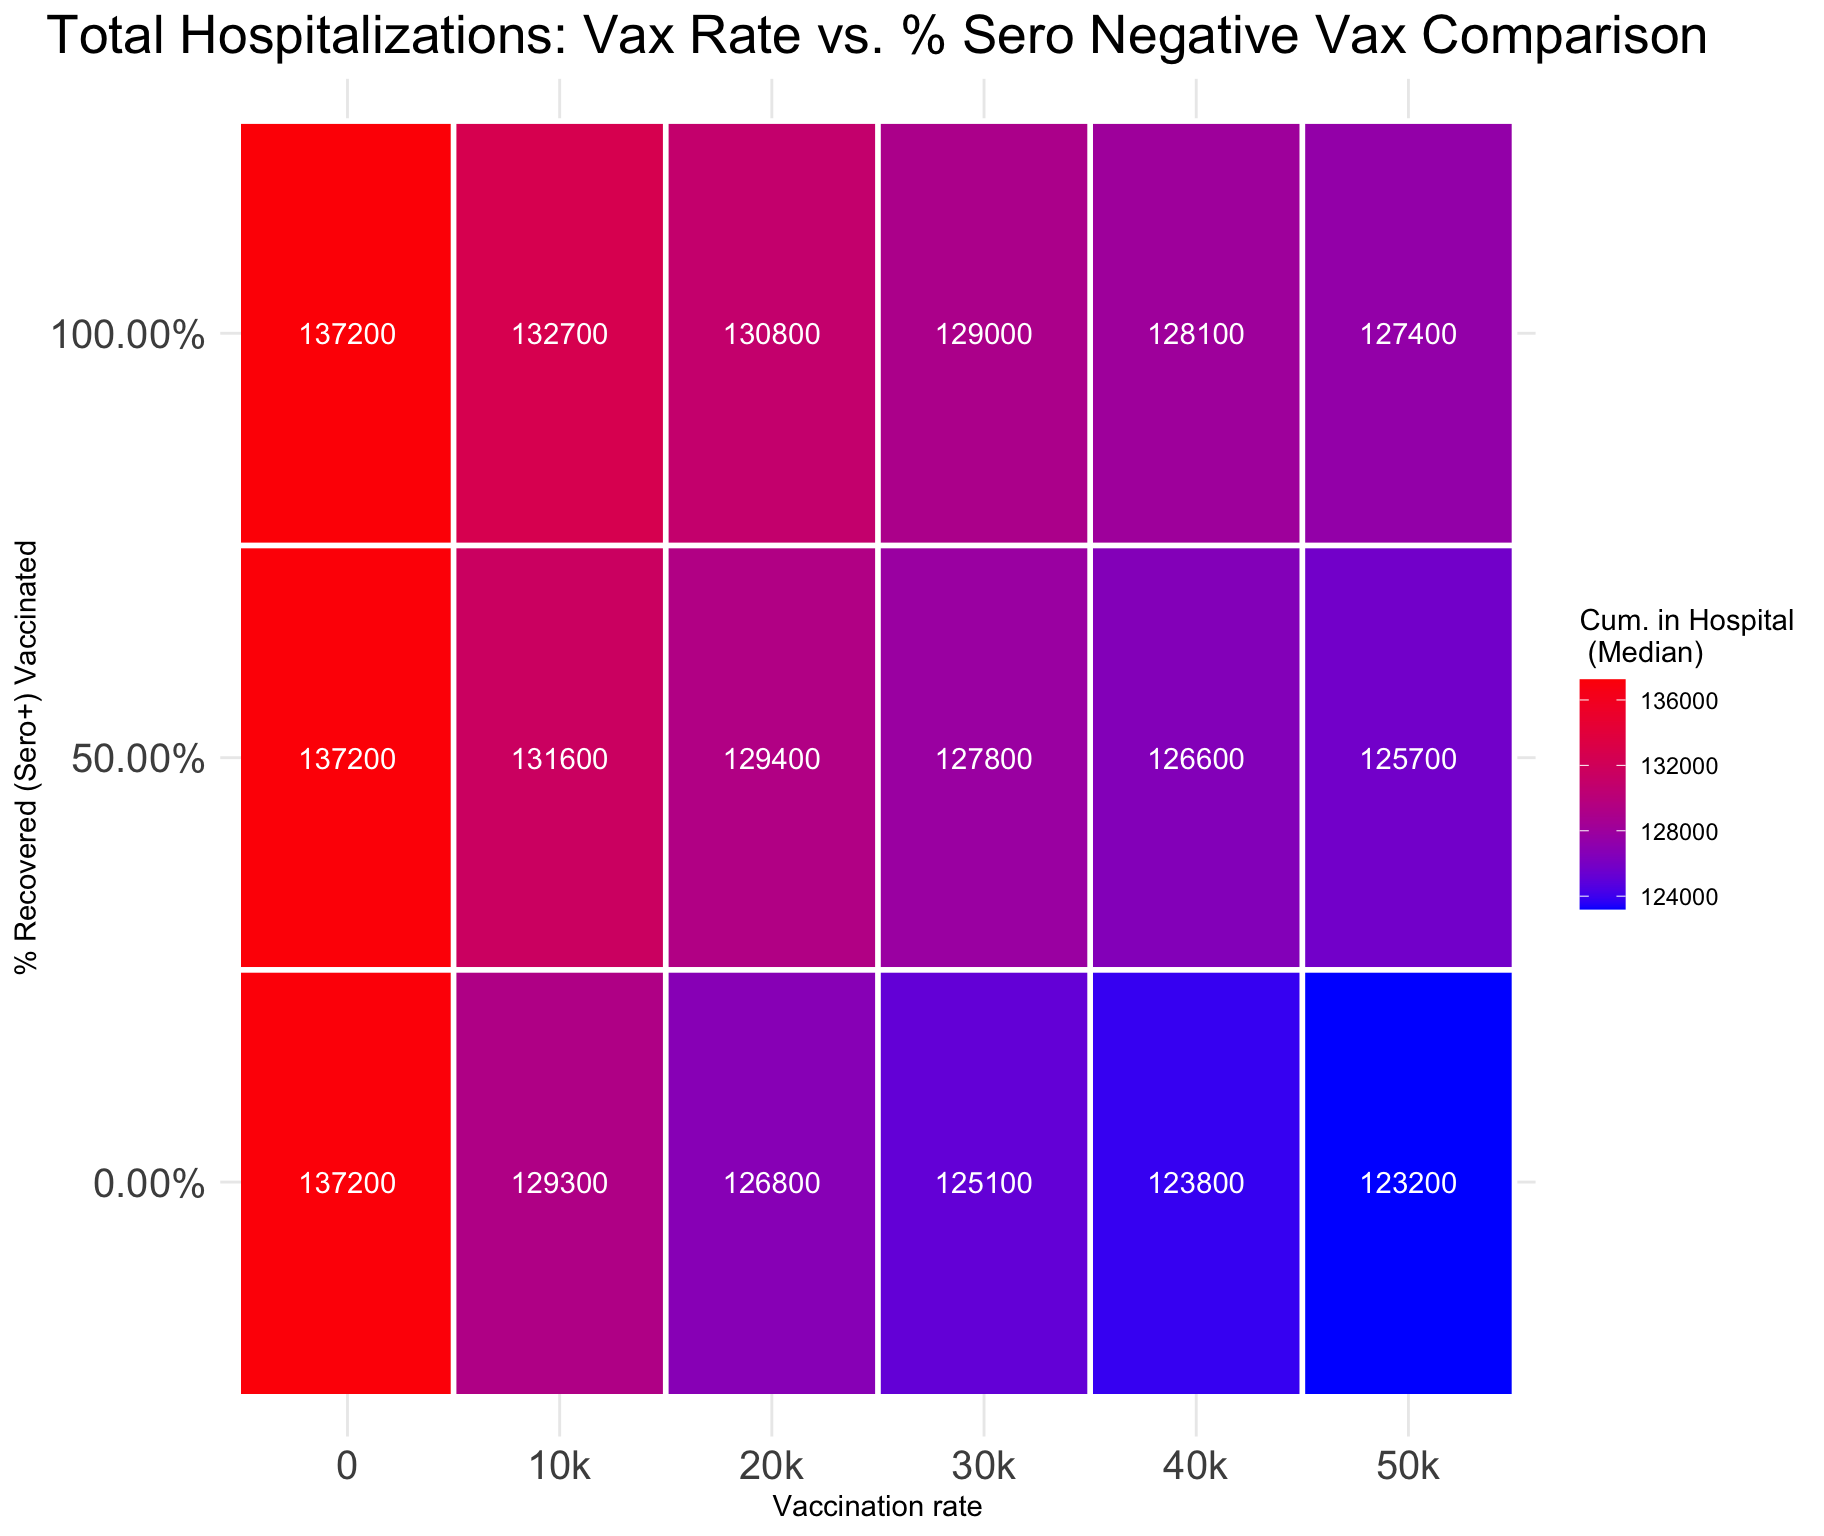 Total Hospitalizations: Vax Rate vs. % Sero Negative Vax Comparison
% Recovered (Sero+) Vaccinated
100.00%
137200 132700 130800 129000 128100 127400
50.00%
137200 131600 129400 127800 126600 125700
0.00%
137200 129300 126800 125100 123800 123200
0 10k 20k 30k 40k 50k
Vaccination rate
Cum. in Hospital
(Median)
136000
132000
128000
124000